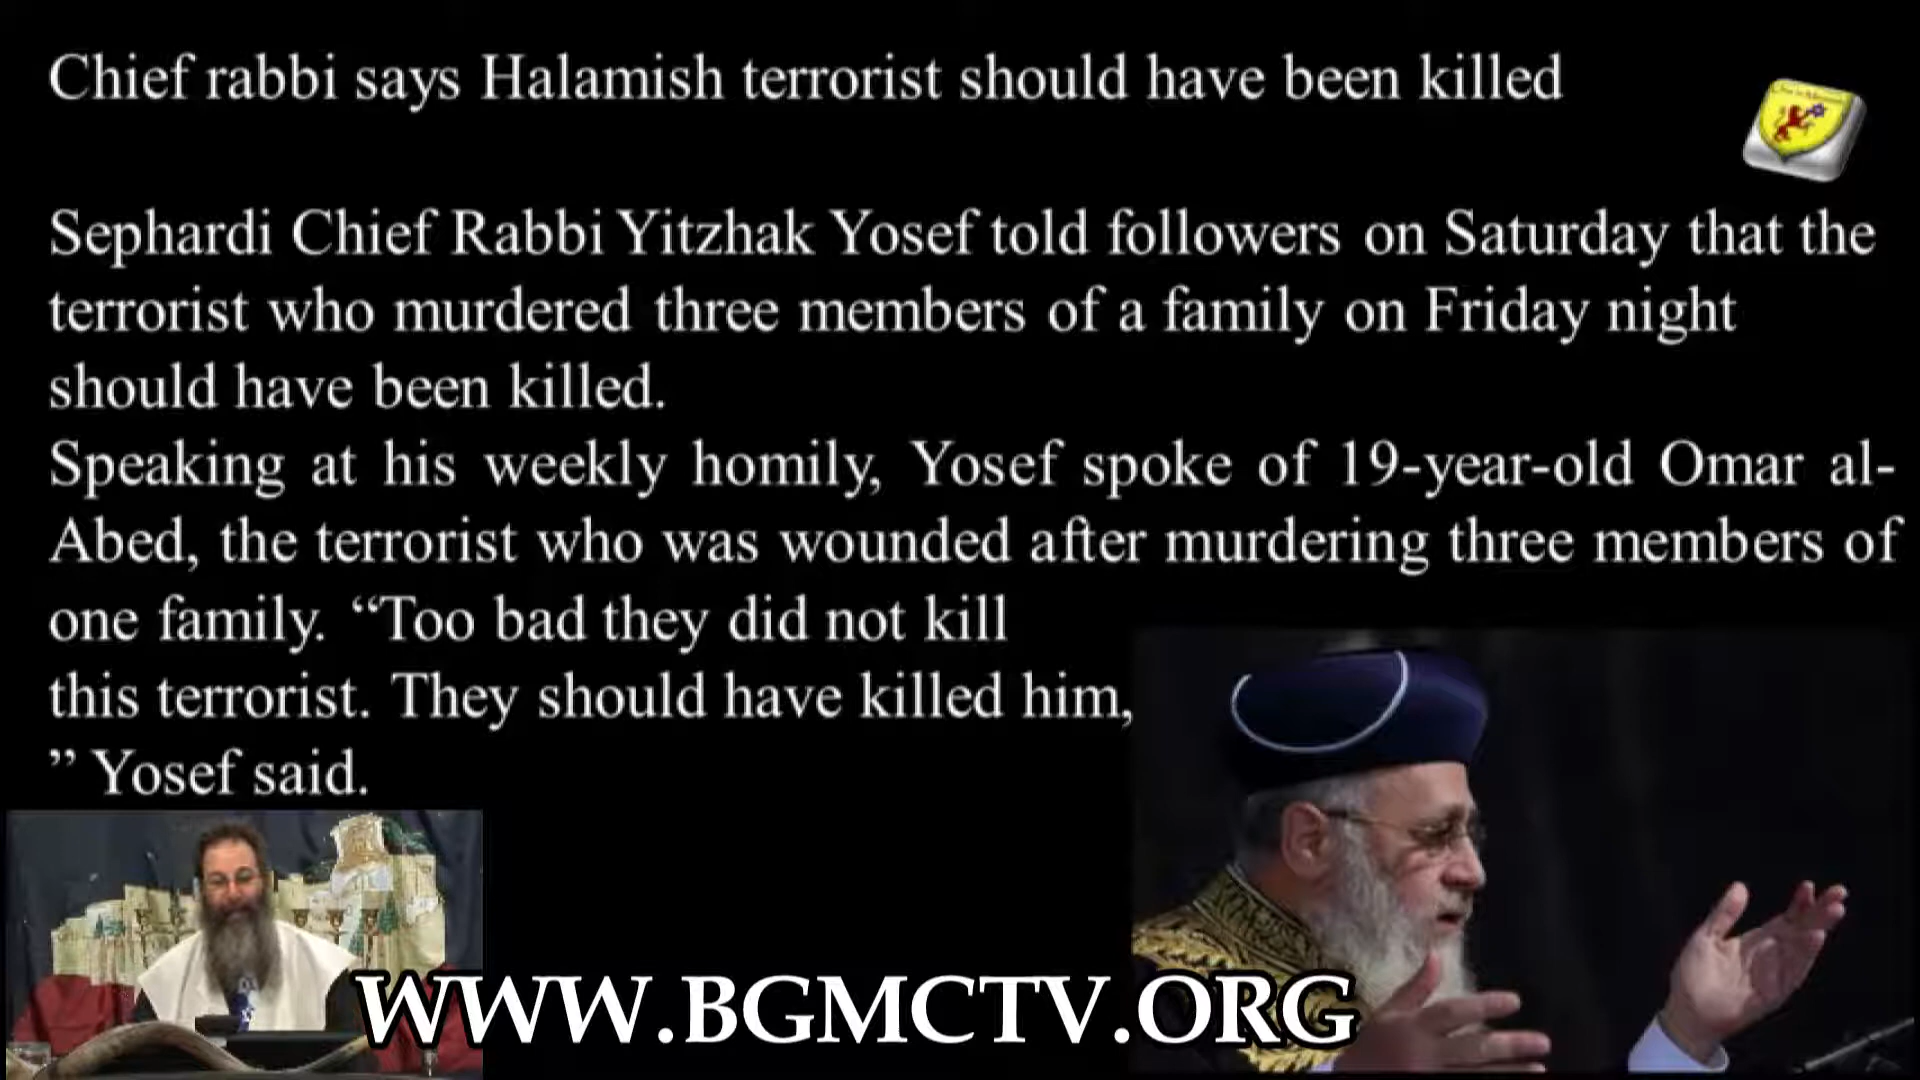 Chief rabbi says Halamish terrorist should have been killed
Sephardi Chief Rabbi Yitzhak Yosef told followers on Saturday that the
terrorist who murdered three members of a family on Friday night
should have been killed.
Speaking at his weekly homily, Yosef spoke of 19-year-old Omar al-
Abed, the terrorist who was wounded after murdering three members of
one family. “Too bad they did not kill
this terrorist. They should have killed him,
” Yosef said.
WWW.BGMCTV.ORG